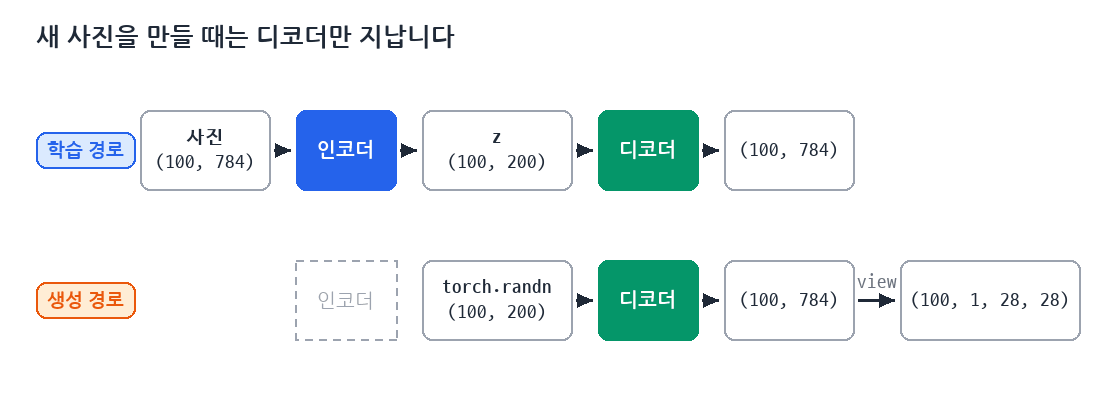 새 사진을 만들 때는 디코더만 지납니다
학습 경로
사진
(100, 784)
인코더
z
(100, 200)
디코더
(100, 784)
생성 경로
인코더
torch.randn
(100, 200)
디코더
(100, 784)
view
(100, 1, 28, 28)